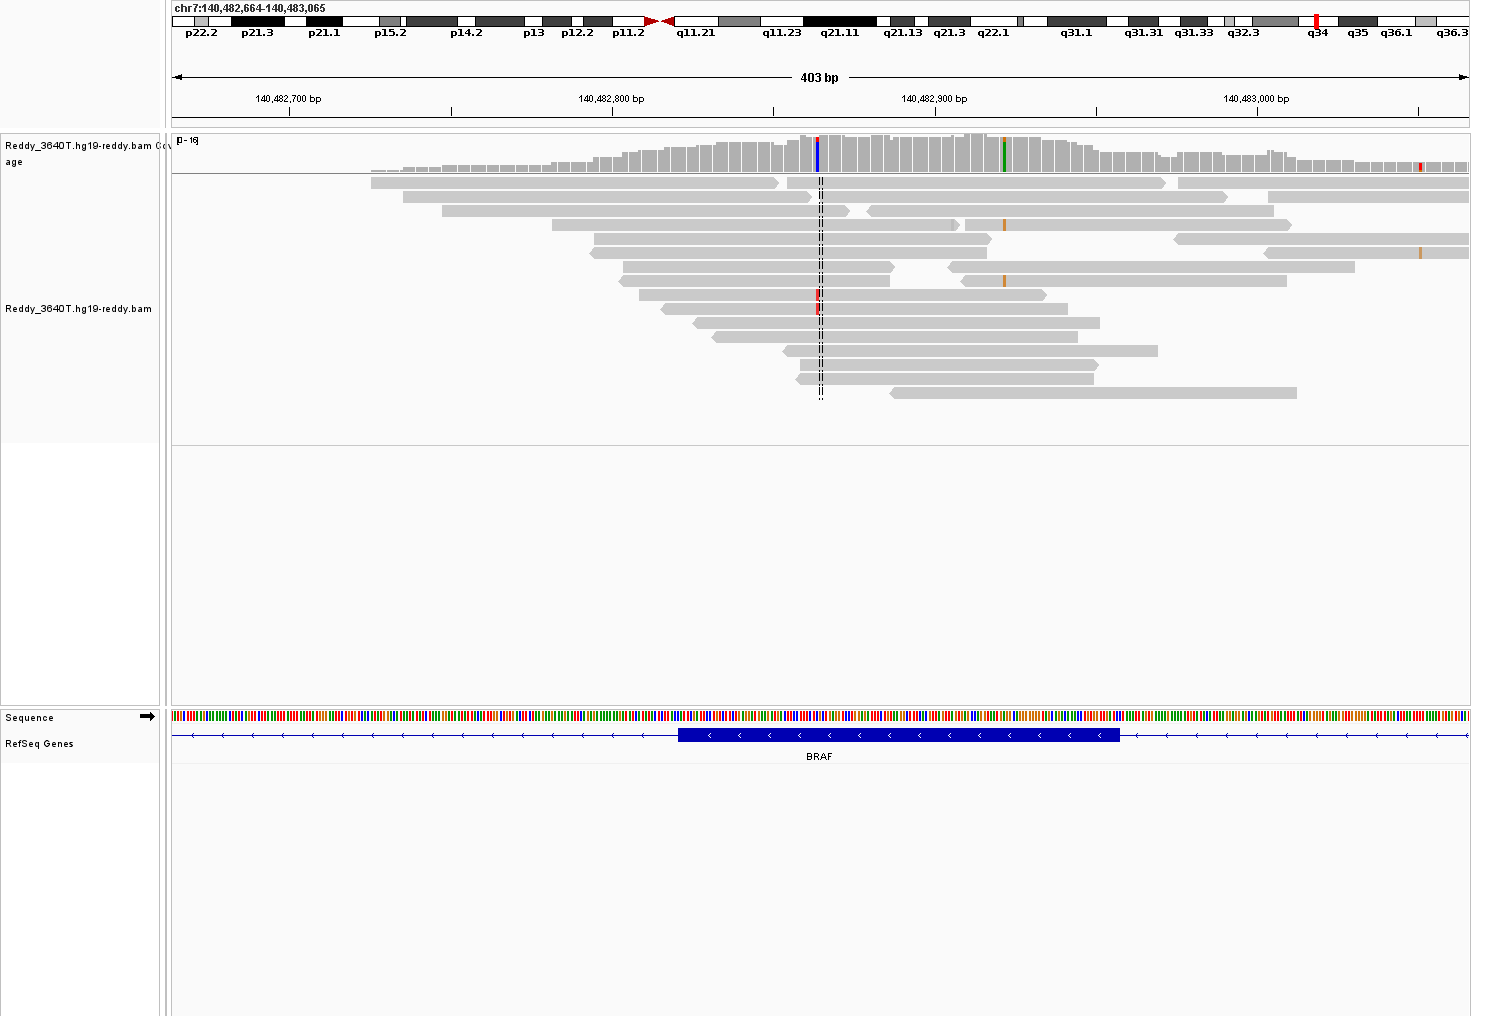 chr7:140,482,664-140,483,065
p22.2 p21.3 p21.1 p15.2 p14.2 p13 p12.2 p11.2 q11.21 q11.23 q21.11 q21.13 q21.3 q22.1 q31.1 q31.31 q31.33 q32.3 q34 q35 q36.1 q36.3
403 bp
140,482,700 bp 140,482,800 bp 140,482,900 bp 140,483,000 bp
Reddy_3640T.hg19-reddy.bam Cov
age
[0 - 16]
Reddy_3640T.hg19-reddy.bam
Sequence
RefSeq Genes
BRAF